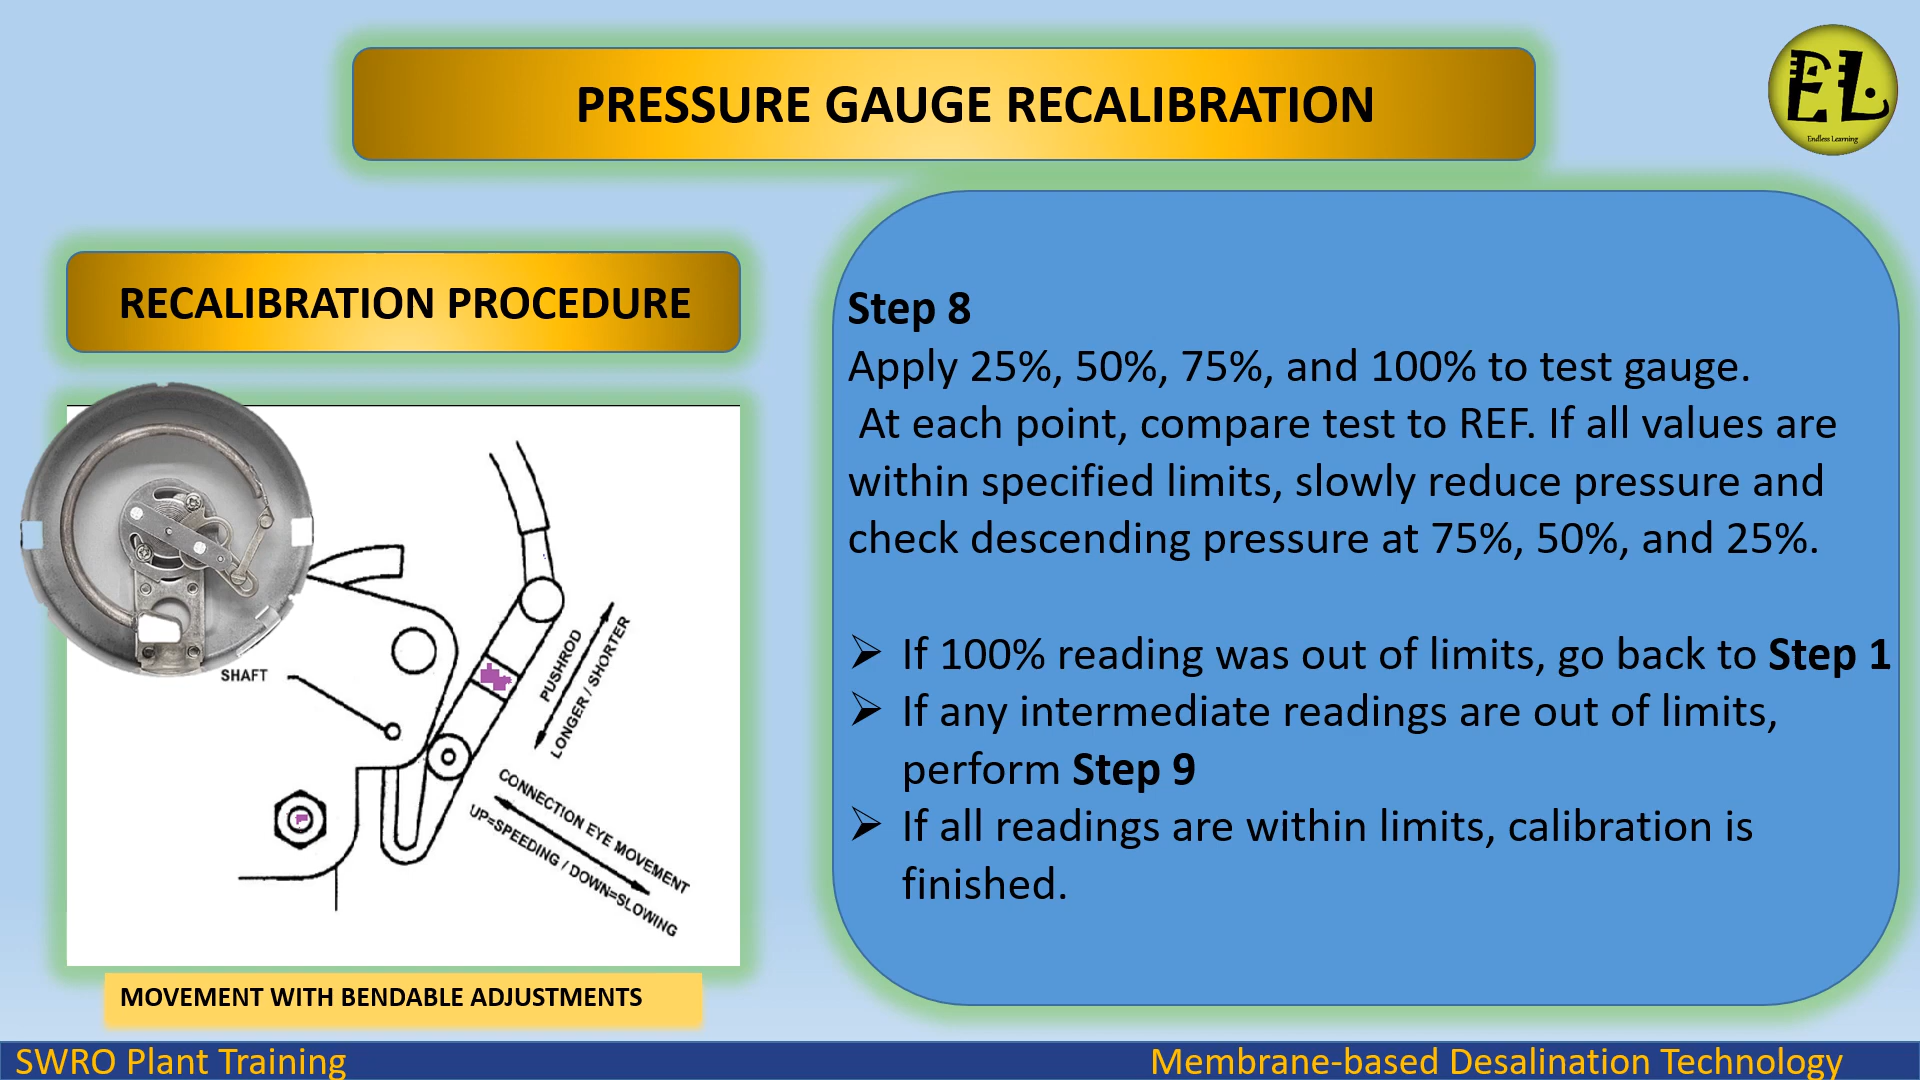 PRESSURE GAUGE RECALIBRATION
EL
Endless Learning
RECALIBRATION PROCEDURE
SHAFT
PUSHROD
LONGER / SHORTER
CONNECTION EYE MOVEMENT
UP=SPEEDING / DOWN=SLOWING
MOVEMENT WITH BENDABLE ADJUSTMENTS
Step 8
Apply 25%, 50%, 75%, and 100% to test gauge.
At each point, compare test to REF. If all values are
within specified limits, slowly reduce pressure and
check descending pressure at 75%, 50%, and 25%.
➢ If 100% reading was out of limits, go back to Step 1
➢ If any intermediate readings are out of limits,
perform Step 9
➢ If all readings are within limits, calibration is
finished.
SWRO Plant Training
Membrane-based Desalination Technology